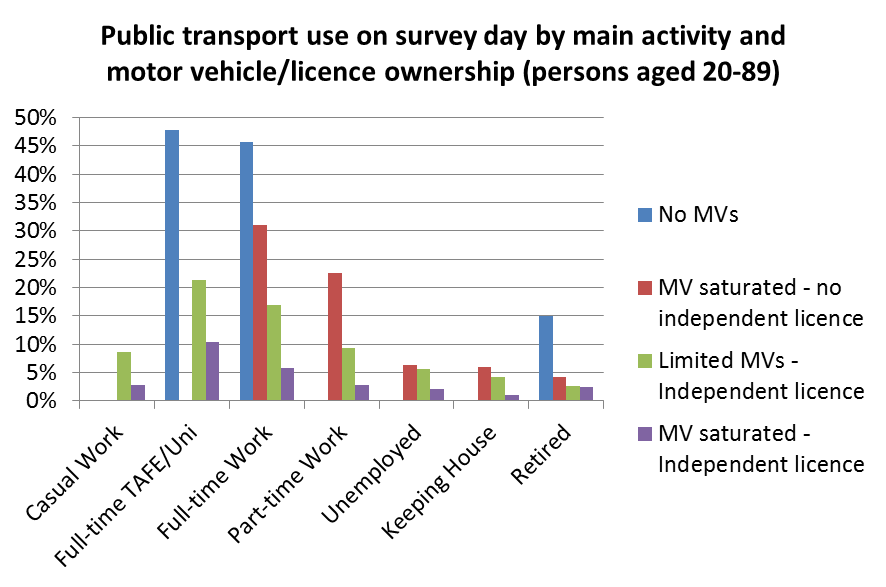 Public transport use on survey day by main activity and
motor vehicle/licence ownership (persons aged 20-89)
50%
45%
40%
35%
30%
25%
20%
15%
10%
5%
0%
Casual Work
Full-time TAFE/Uni
Full-time Work
Part-time Work
Unemployed
Keeping House
Retired
No MVs
MV saturated - no
independent licence
Limited MVs -
Independent licence
MV saturated -
Independent licence